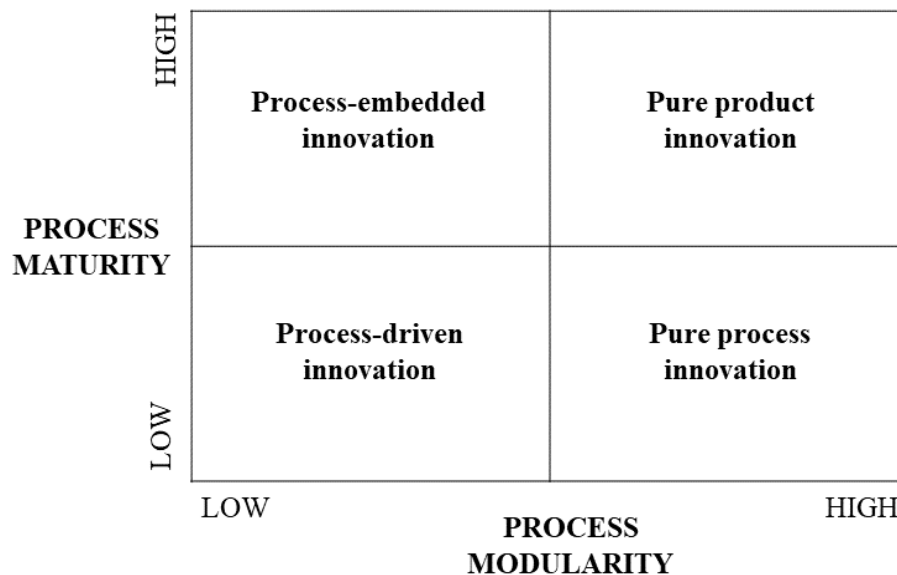 HIGH
Process-embedded
innovation
Pure product
innovation
PROCESS
MATURITY
Process-driven
innovation
Pure process
innovation
LOW
LOW
HIGH
PROCESS
MODULARITY